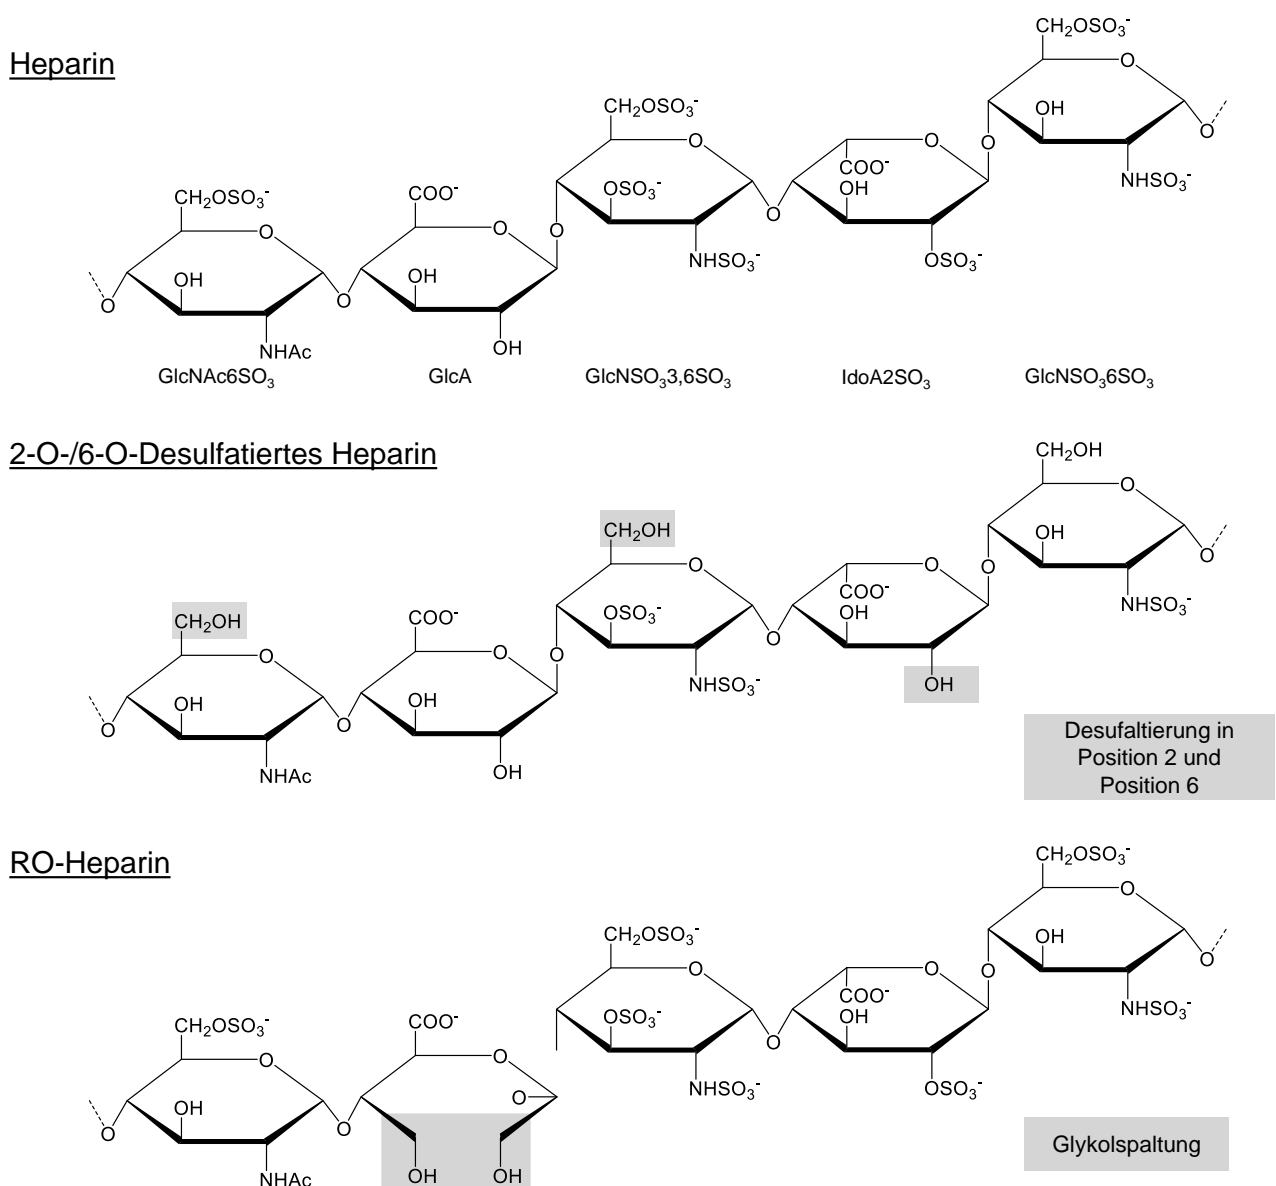 Heparin
CH₂OSO₃⁻
O
OH
O
NHSO₃⁻
CH₂OSO₃⁻
O
O
OSO₃⁻
NHSO₃⁻
O
O
COO⁻
OH
OSO₃⁻
CH₂OSO₃⁻
O
OH
O
NHAc
COO⁻
O
O
OH
O
OH
GlcNAc6SO₃
GlcA
GlcNSO₃3,6SO₃
IdoA2SO₃
GlcNSO₃6SO₃
2-O-/6-O-Desulfatiertes Heparin
CH₂OH
O
OH
O
NHSO₃⁻
CH₂OH
O
O
OSO₃⁻
NHSO₃⁻
O
O
COO⁻
OH
OH
CH₂OH
O
OH
O
NHAc
COO⁻
O
O
OH
O
OH
Desufaltierung in
Position 2 und
Position 6
RO-Heparin
CH₂OSO₃⁻
O
OH
O
NHSO₃⁻
CH₂OSO₃⁻
O
O
OSO₃⁻
NHSO₃⁻
O
O
COO⁻
OH
OSO₃⁻
CH₂OSO₃⁻
O
OH
O
NHAc
COO⁻
O
O
O
OH
OH
Glykolspaltung